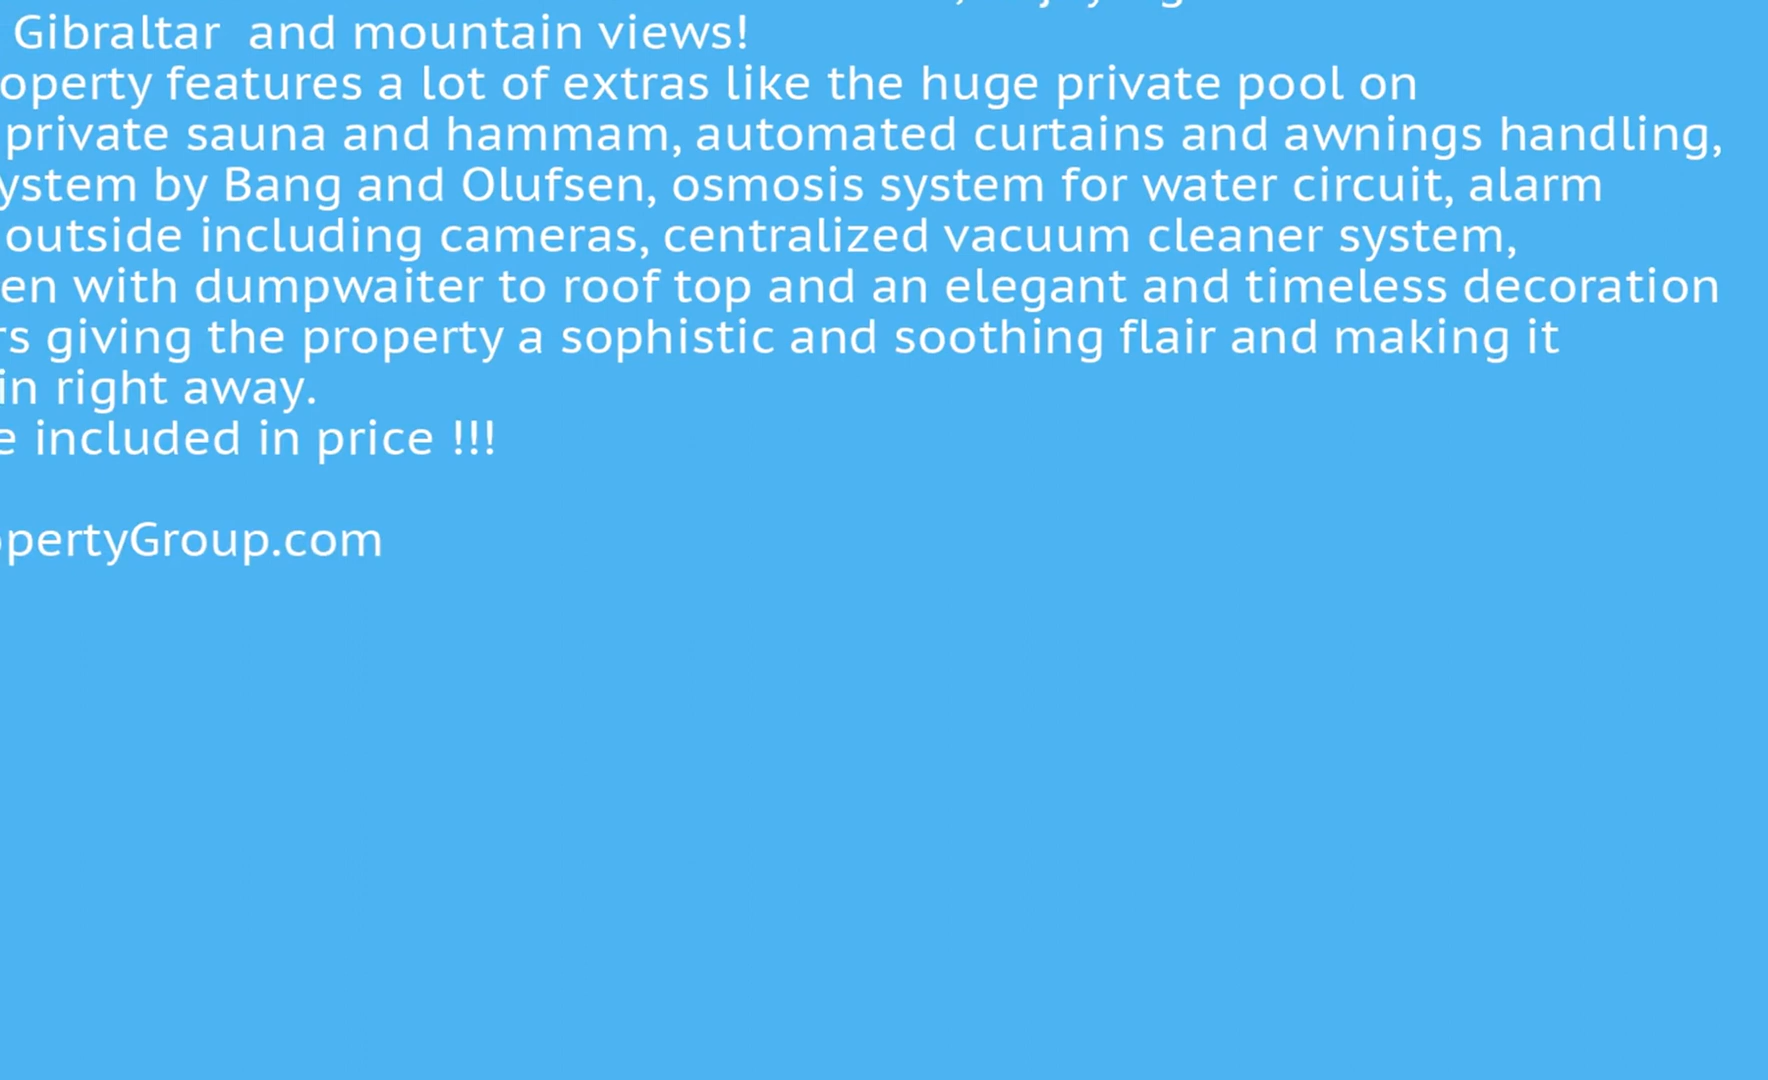 Gibraltar  and mountain views!
operty features a lot of extras like the huge private pool on
private sauna and hammam, automated curtains and awnings handling,
ystem by Bang and Olufsen, osmosis system for water circuit, alarm
outside including cameras, centralized vacuum cleaner system,
en with dumpwaiter to roof top and an elegant and timeless decoration
rs giving the property a sophistic and soothing flair and making it
in right away.
e included in price !!!
pertyGroup.com